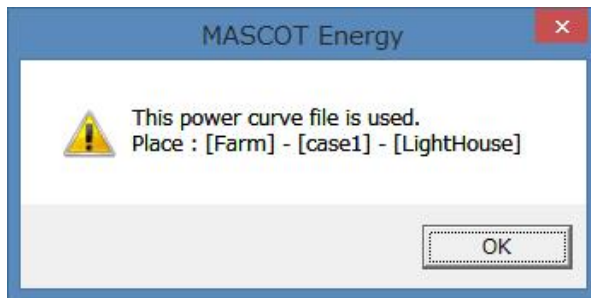 MASCOT Energy
This power curve file is used.
Place : [Farm] - [case1] - [LightHouse]
OK